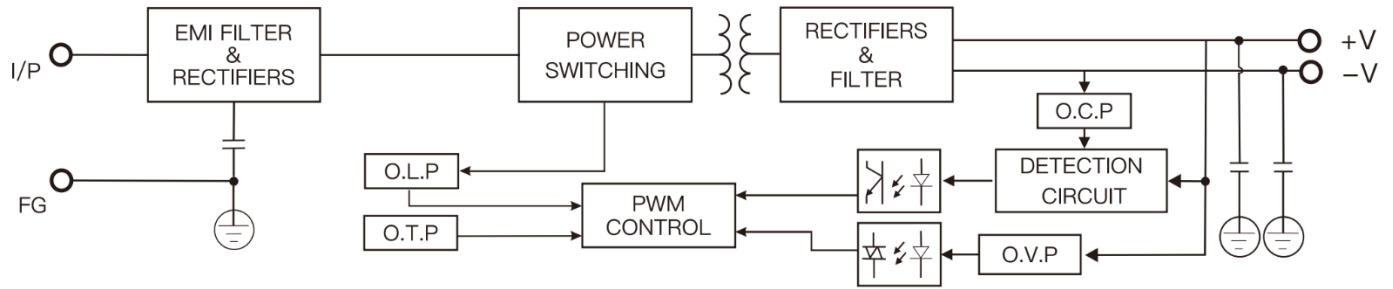 I/P
EMI FILTER
&
RECTIFIERS
POWER
SWITCHING
RECTIFIERS
&
FILTER
+V
−V
O.C.P
FG
O.L.P
O.T.P
PWM
CONTROL
DETECTION
CIRCUIT
O.V.P